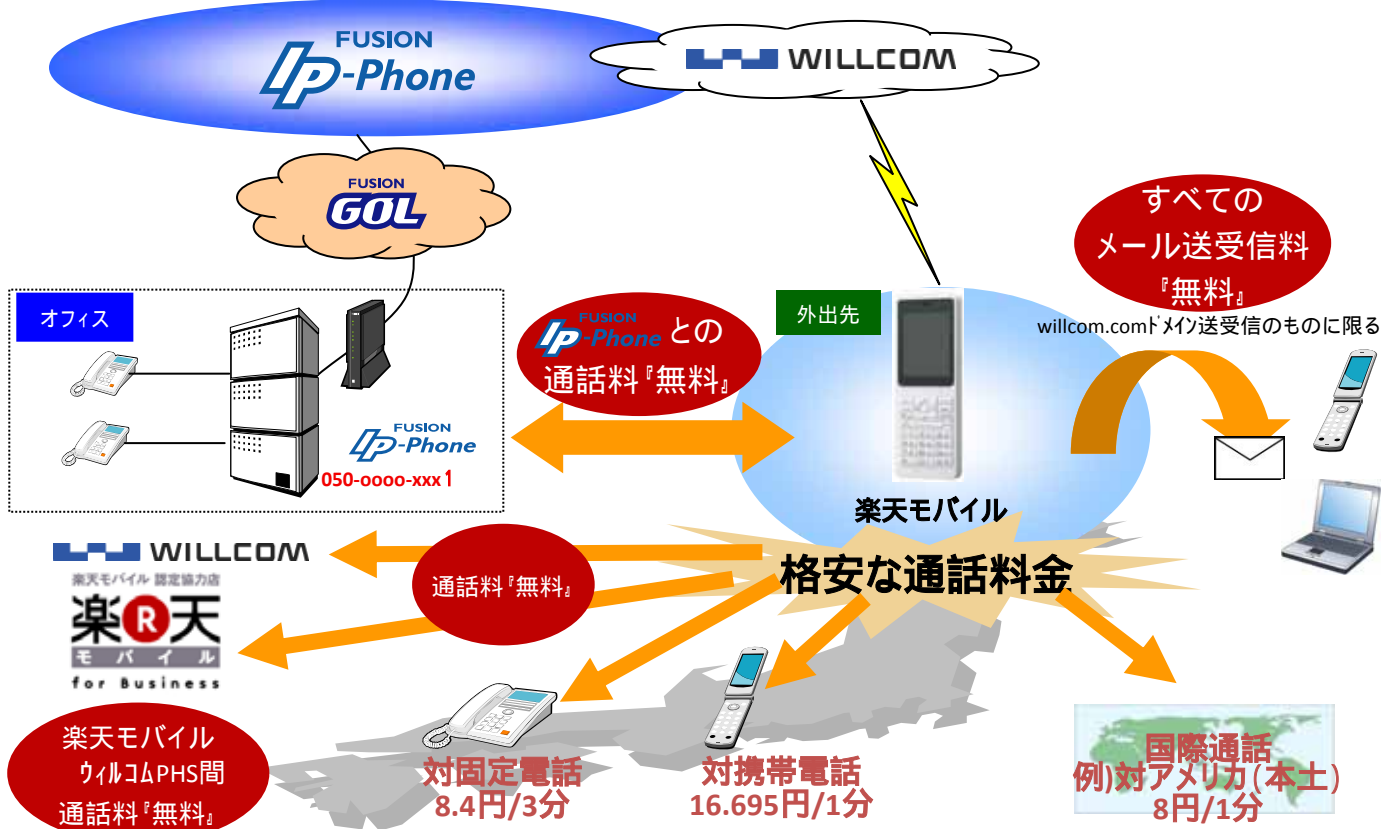 FUSION
IP-Phone
WILLCOM
FUSION
GOL
すべての
メール送受信料
『無料』
willcom.comドメイン送受信のものに限る
オフィス
外出先
FUSION
IP-Phone との
通話料『無料』
FUSION
IP-Phone
050-oooo-xxx1
楽天モバイル
格安な通話料金
WILLCOM
楽天モバイル 認定協力店
楽R天
モバイル
for Business
通話料『無料』
楽天モバイル
ウィルコムPHS間
通話料『無料』
対固定電話
8.4円/3分
対携帯電話
16.695円/1分
国際通話
例)対アメリカ(本土)
8円/1分